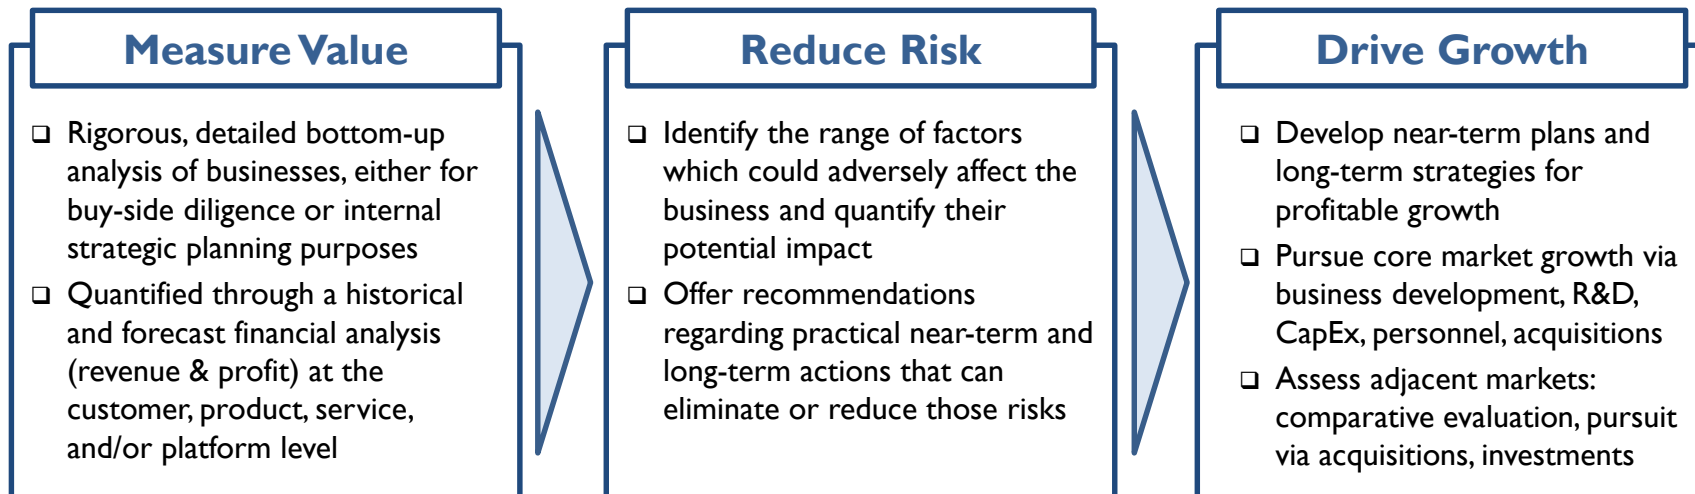 Measure Value
❑ Rigorous, detailed bottom-up
analysis of businesses, either for
buy-side diligence or internal
strategic planning purposes
❑ Quantified through a historical
and forecast financial analysis
(revenue & profit) at the
customer, product, service,
and/or platform level
Reduce Risk
❑ Identify the range of factors
which could adversely affect the
business and quantify their
potential impact
❑ Offer recommendations
regarding practical near-term and
long-term actions that can
eliminate or reduce those risks
Drive Growth
❑ Develop near-term plans and
long-term strategies for
profitable growth
❑ Pursue core market growth via
business development, R&D,
CapEx, personnel, acquisitions
❑ Assess adjacent markets:
comparative evaluation, pursuit
via acquisitions, investments